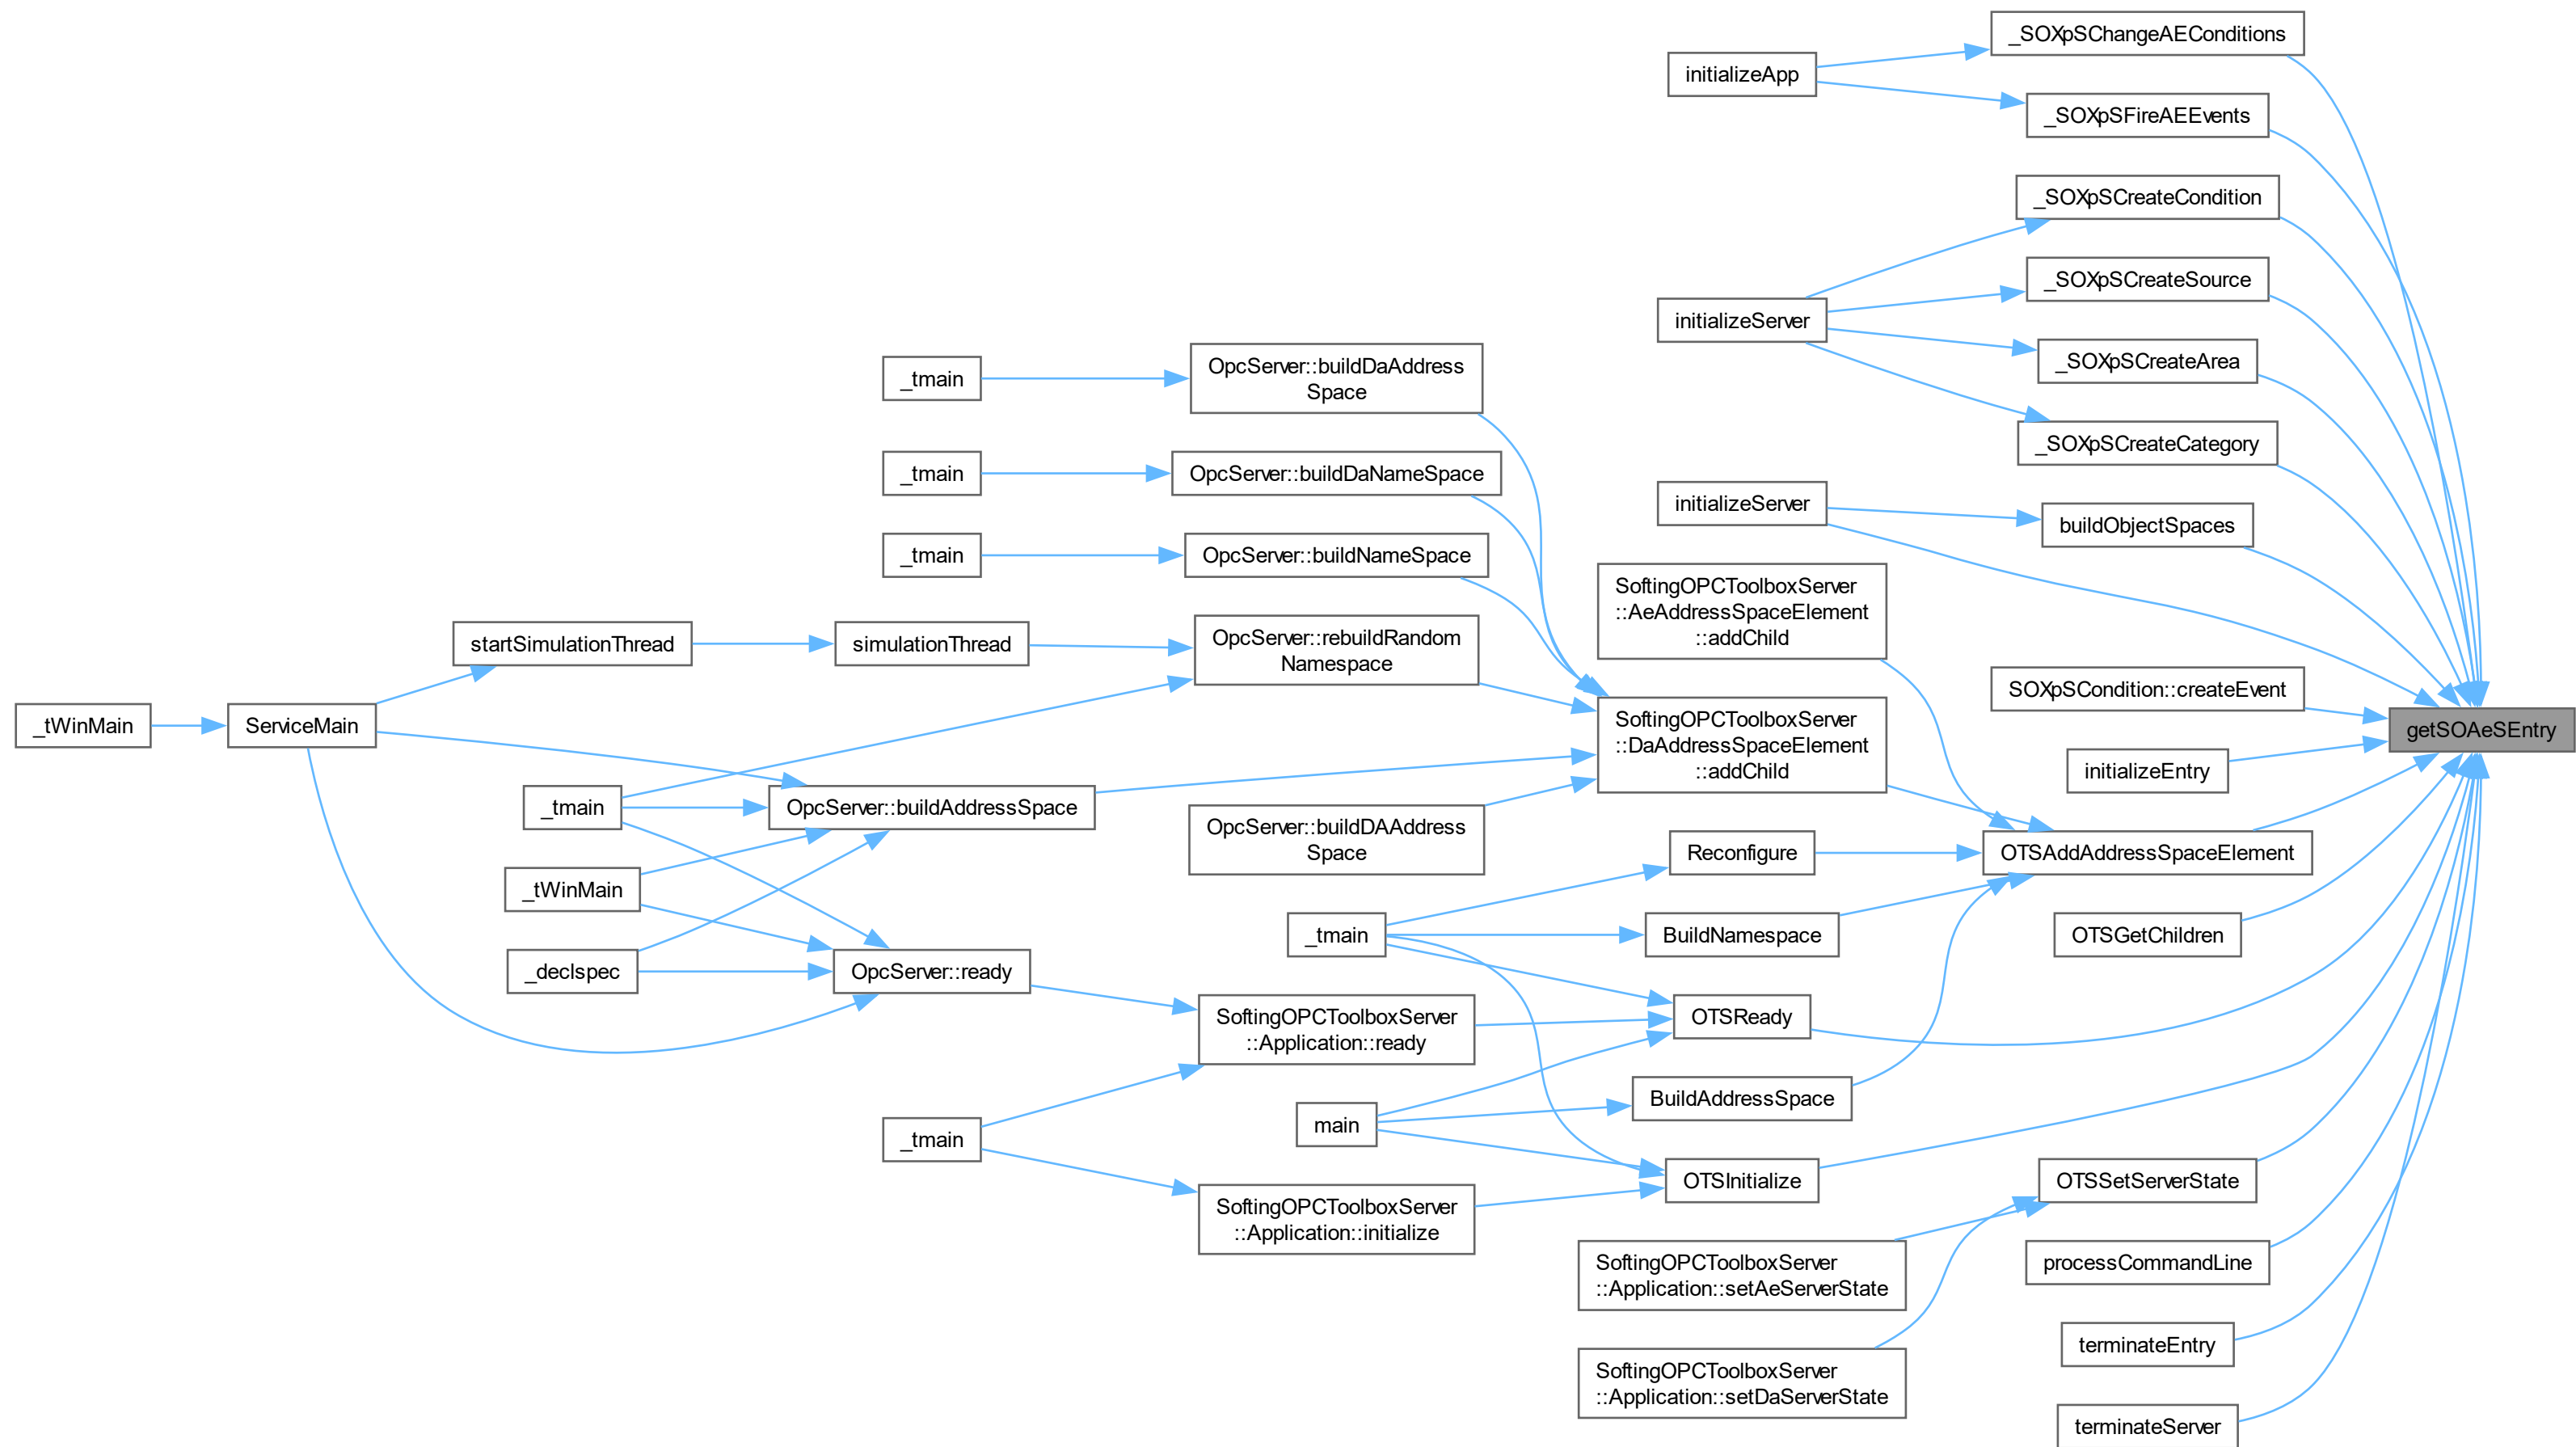 _tWinMain
ServiceMain
startSimulationThread
_tmain
_tWinMain
_declspec
simulationThread
OpcServer::buildAddressSpace
OpcServer::ready
_tmain
_tmain
_tmain
_tmain
OpcServer::buildDaAddress
Space
OpcServer::buildDaNameSpace
OpcServer::buildNameSpace
OpcServer::rebuildRandom
Namespace
OpcServer::buildDAAddress
Space
_tmain
SoftingOPCToolboxServer
::Application::ready
main
SoftingOPCToolboxServer
::Application::initialize
initializeApp
initializeServer
initializeServer
SoftingOPCToolboxServer
::AeAddressSpaceElement
::addChild
SoftingOPCToolboxServer
::DaAddressSpaceElement
::addChild
Reconfigure
BuildNamespace
OTSReady
BuildAddressSpace
OTSInitialize
SoftingOPCToolboxServer
::Application::setAeServerState
SoftingOPCToolboxServer
::Application::setDaServerState
_SOXpSChangeAEConditions
_SOXpSFireAEEvents
_SOXpSCreateCondition
_SOXpSCreateSource
_SOXpSCreateArea
_SOXpSCreateCategory
buildObjectSpaces
SOXpSCondition::createEvent
initializeEntry
OTSAddAddressSpaceElement
OTSGetChildren
OTSSetServerState
processCommandLine
terminateEntry
terminateServer
getSOAeSEntry